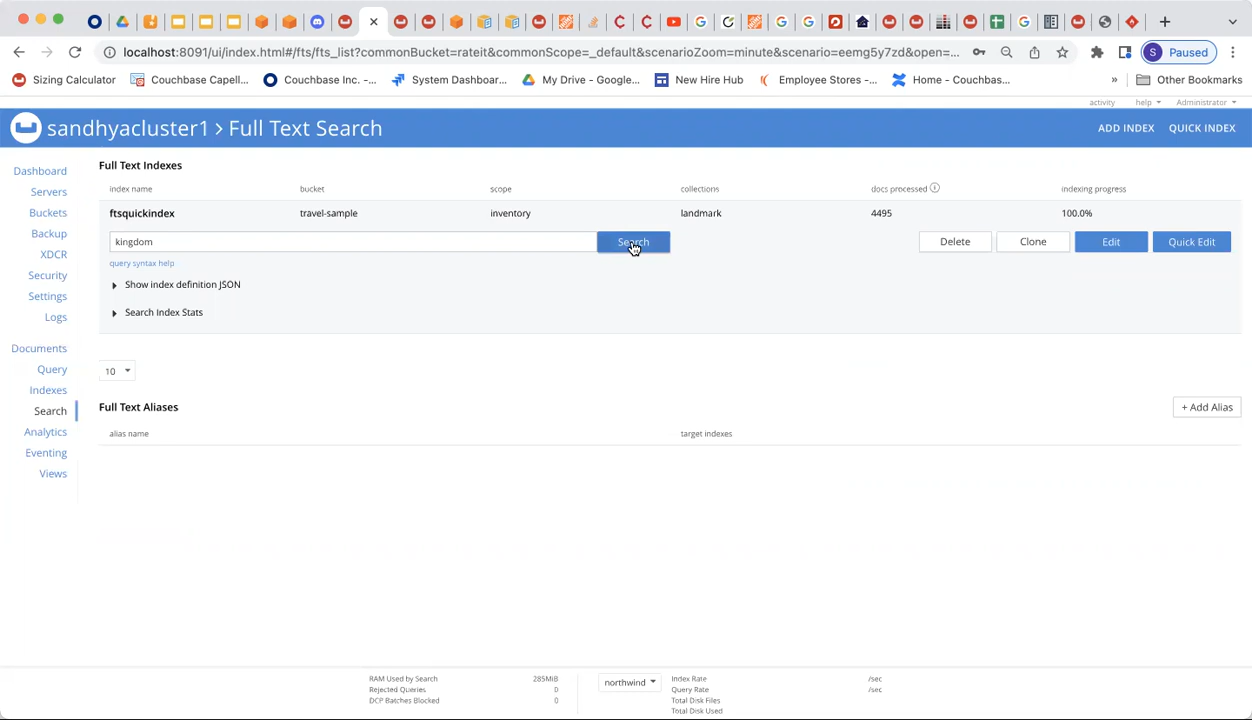 localhost:8091/ui/index.html#/fts/fts_list?commonBucket=rateit&commonScope=_default&scenarioZoom=minute&scenario=eemg5y7zd&open=...
S Paused
Sizing Calculator
Couchbase Capell...
Couchbase Inc. -...
System Dashboar...
My Drive - Google...
New Hire Hub
Employee Stores -...
Home - Couchbas...
»
Other Bookmarks
activity
help
Administrator
sandhyacluster1 > Full Text Search
ADD INDEX
QUICK INDEX
Dashboard
Servers
Buckets
Backup
XDCR
Security
Settings
Logs
Documents
Query
Indexes
Search
Analytics
Eventing
Views
Full Text Indexes
index name bucket scope collections docs processed indexing progress
ftsquickindex travel-sample inventory landmark 4495 100.0%
kingdom Search Delete Clone Edit Quick Edit
query syntax help
Show index definition JSON
Search Index Stats
10
Full Text Aliases
+ Add Alias
alias name target indexes
RAM Used by Search 285MiB
Rejected Queries 0
DCP Batches Blocked 0
northwind
Index Rate /sec
Query Rate /sec
Total Disk Files
Total Disk Used